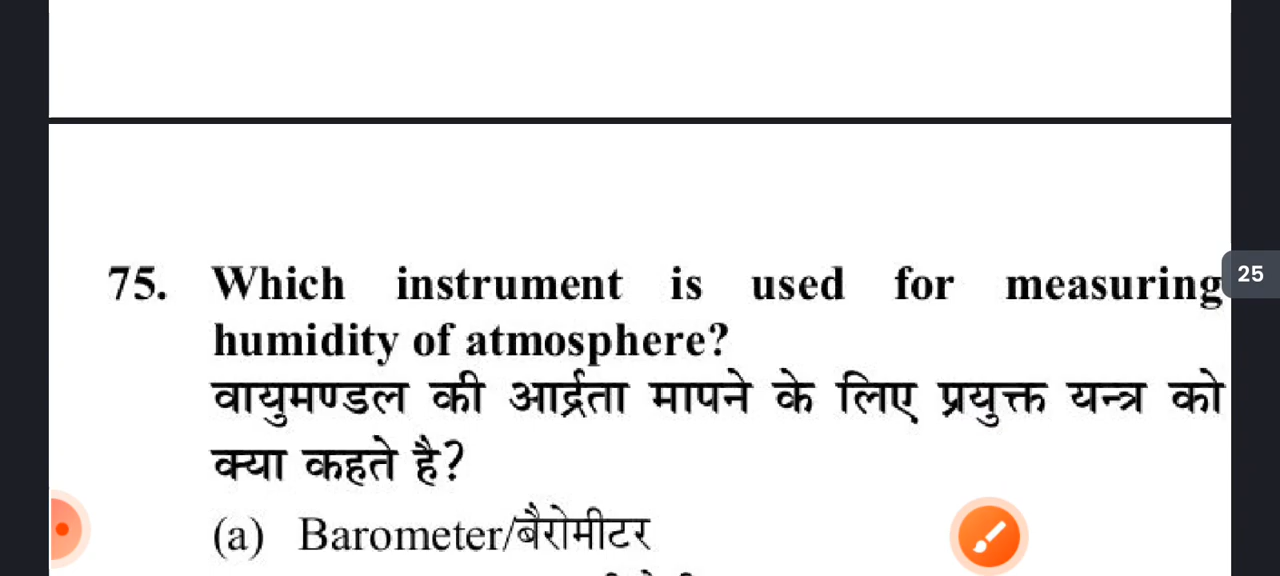 75. Which instrument is used for measuring
humidity of atmosphere?
वायुमण्डल की आर्द्रता मापने के लिए प्रयुक्त यन्त्र को
क्या कहते है?
(a) Barometer/बैरोमीटर
25